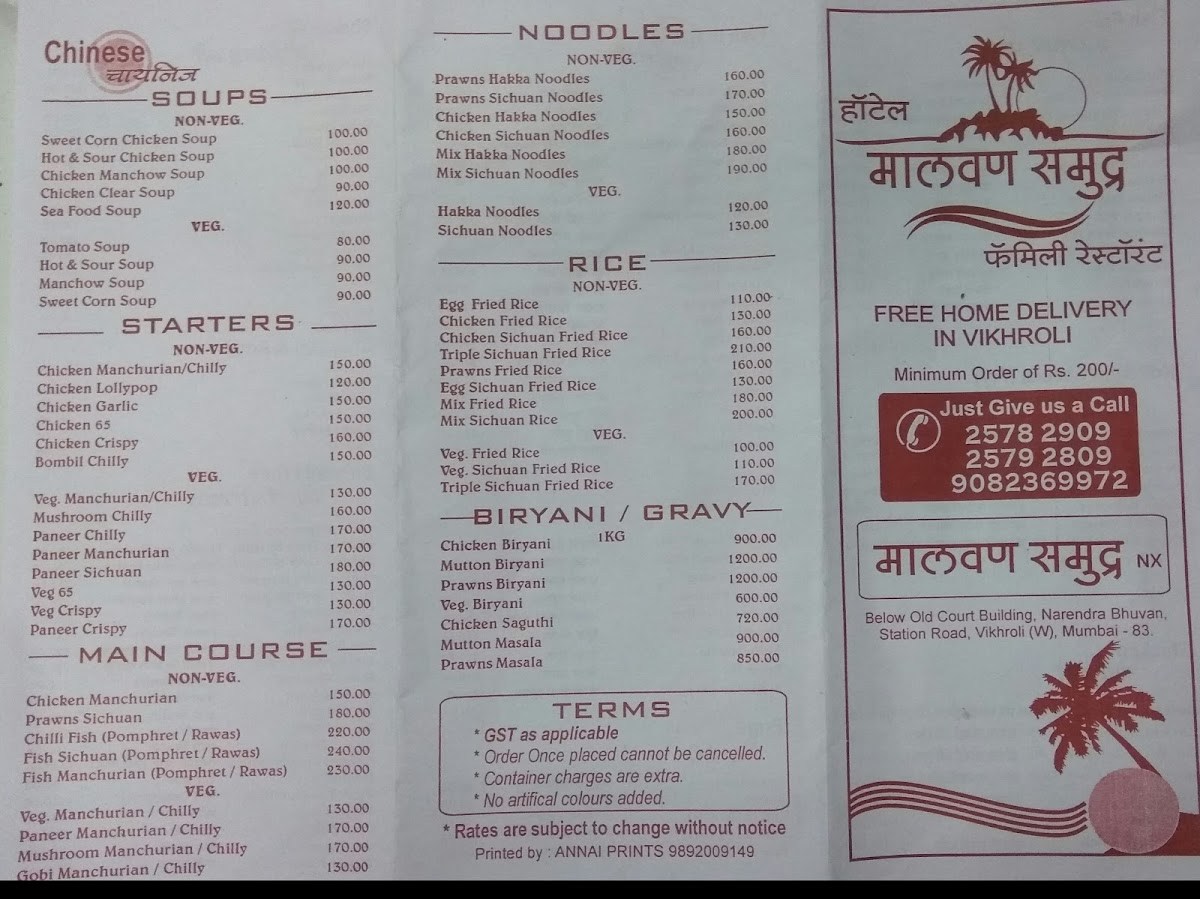 Chinese
चायनिज
SOUPS
NON-VEG.
Sweet Corn Chicken Soup 100.00
Hot & Sour Chicken Soup 100.00
Chicken Manchow Soup 100.00
Chicken Clear Soup 90.00
Sea Food Soup 120.00
VEG.
Tomato Soup 80.00
Hot & Sour Soup 90.00
Manchow Soup 90.00
Sweet Corn Soup 90.00
STARTERS
NON-VEG.
Chicken Manchurian/Chilly 150.00
Chicken Lollypop 120.00
Chicken Garlic 150.00
Chicken 65 150.00
Chicken Crispy 160.00
Bombil Chilly 150.00
VEG.
Veg. Manchurian/Chilly 130.00
Mushroom Chilly 160.00
Paneer Chilly 170.00
Paneer Manchurian 170.00
Paneer Sichuan 180.00
Veg 65 130.00
Veg Crispy 130.00
Paneer Crispy 170.00
MAIN COURSE
NON-VEG.
Chicken Manchurian 150.00
Prawns Sichuan 180.00
Chilli Fish (Pomphret / Rawas) 220.00
Fish Sichuan (Pomphret / Rawas) 240.00
Fish Manchurian (Pomphret / Rawas) 230.00
VEG.
Veg. Manchurian / Chilly 130.00
Paneer Manchurian / Chilly 170.00
Mushroom Manchurian / Chilly 170.00
Gobi Manchurian / Chilly 130.00
NOODLES
NON-VEG.
Prawns Hakka Noodles 160.00
Prawns Sichuan Noodles 170.00
Chicken Hakka Noodles 150.00
Chicken Sichuan Noodles 160.00
Mix Hakka Noodles 180.00
Mix Sichuan Noodles 190.00
VEG.
Hakka Noodles 120.00
Sichuan Noodles 130.00
RICE
NON-VEG.
Egg Fried Rice 110.00
Chicken Fried Rice 130.00
Chicken Sichuan Fried Rice 160.00
Triple Sichuan Fried Rice 210.00
Prawns Fried Rice 160.00
Egg Sichuan Fried Rice 130.00
Mix Fried Rice 180.00
Mix Sichuan Rice 200.00
VEG.
Veg. Fried Rice 100.00
Veg. Sichuan Fried Rice 110.00
Triple Sichuan Fried Rice 170.00
BIRYANI / GRAVY
1KG
Chicken Biryani 900.00
Mutton Biryani 1200.00
Prawns Biryani 1200.00
Veg. Biryani 600.00
Chicken Saguthi 720.00
Mutton Masala 900.00
Prawns Masala 850.00
TERMS
* GST as applicable
* Order Once placed cannot be cancelled.
* Container charges are extra.
* No artifical colours added.
* Rates are subject to change without notice
Printed by : ANNAI PRINTS 9892009149
हॉटेल
मालवण समुद्र
फॅमिली रेस्टॉरंट
FREE HOME DELIVERY
IN VIKHROLI
Minimum Order of Rs. 200/-
Just Give us a Call
2578 2909
2579 2809
9082369972
मालवण समुद्र NX
Below Old Court Building, Narendra Bhuvan,
Station Road, Vikhroli (W), Mumbai - 83.